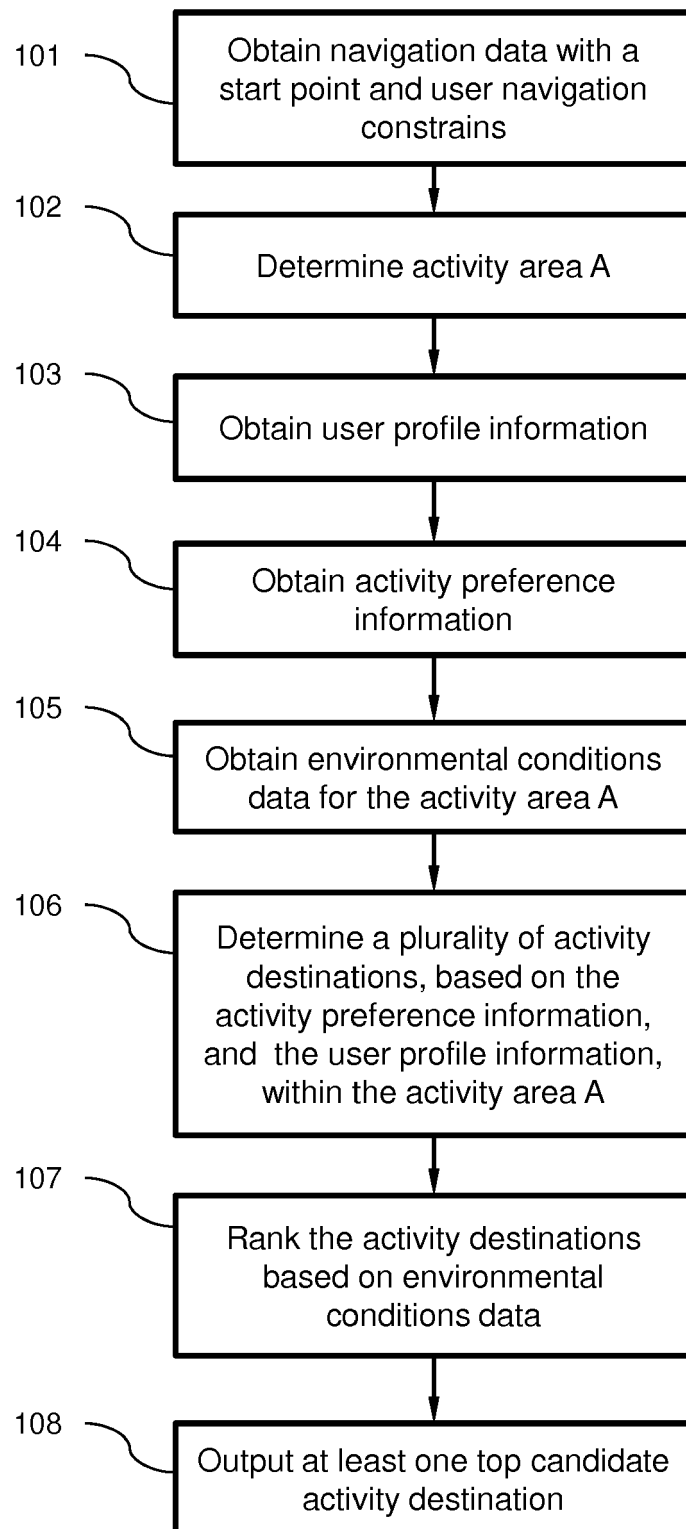 101
Obtain navigation data with a
start point and user navigation
constrains
102
Determine activity area A
103
Obtain user profile information
104
Obtain activity preference
information
105
Obtain environmental conditions
data for the activity area A
106
Determine a plurality of activity
destinations, based on the
activity preference information,
and the user profile information,
within the activity area A
107
Rank the activity destinations
based on environmental
conditions data
108
Output at least one top candidate
activity destination